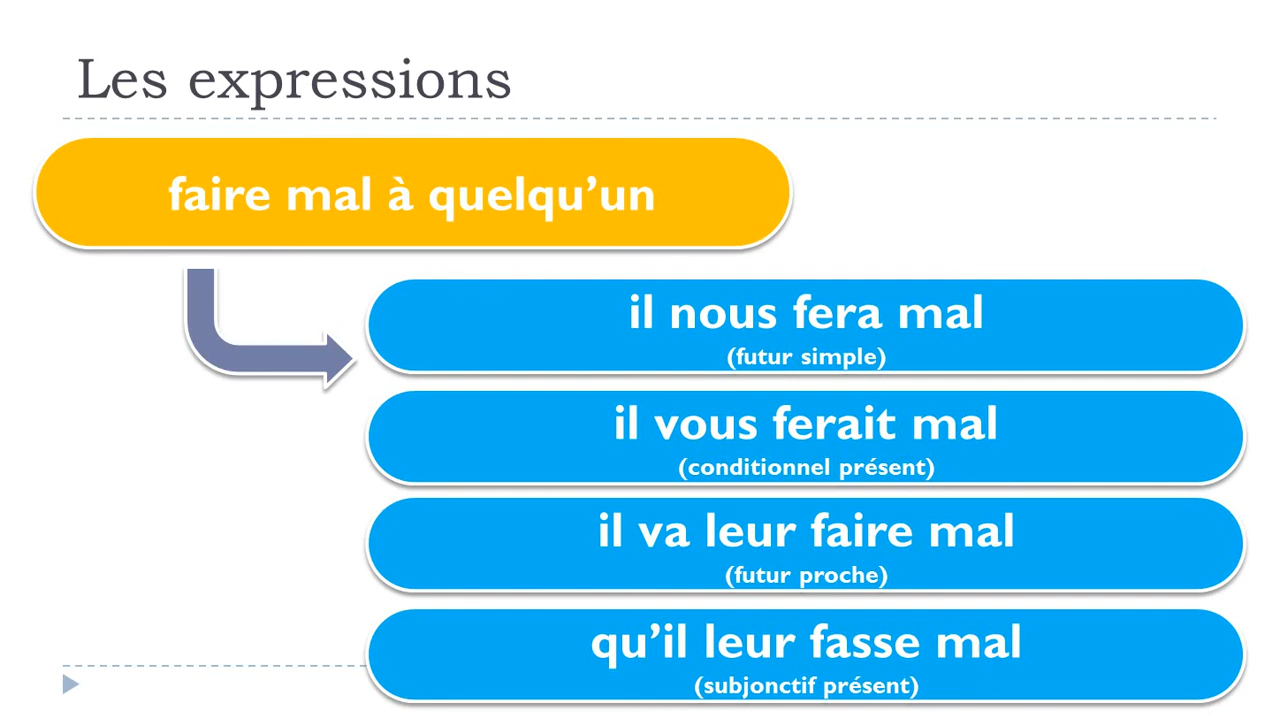 Les expressions
faire mal à quelqu’un
il nous fera mal
(futur simple)
il vous ferait mal
(conditionnel présent)
il va leur faire mal
(futur proche)
qu’il leur fasse mal
(subjonctif présent)